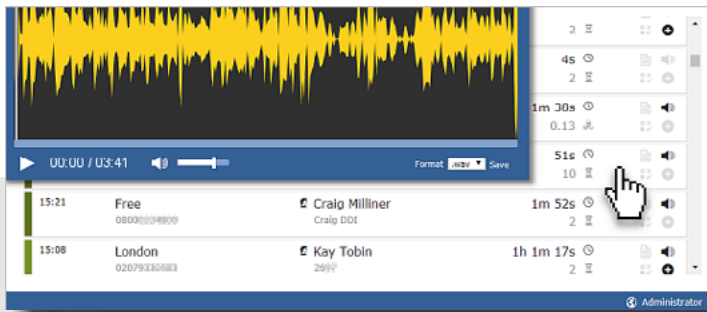 2
4s
2
1m 38s
0.13
51s
10
00:00 / 03:41
Format .wav Save
15:21 Free Craig Milliner 1m 52s
Craig DDI 2
15:08 London Kay Tobin 1h 1m 17s
2
Administrator